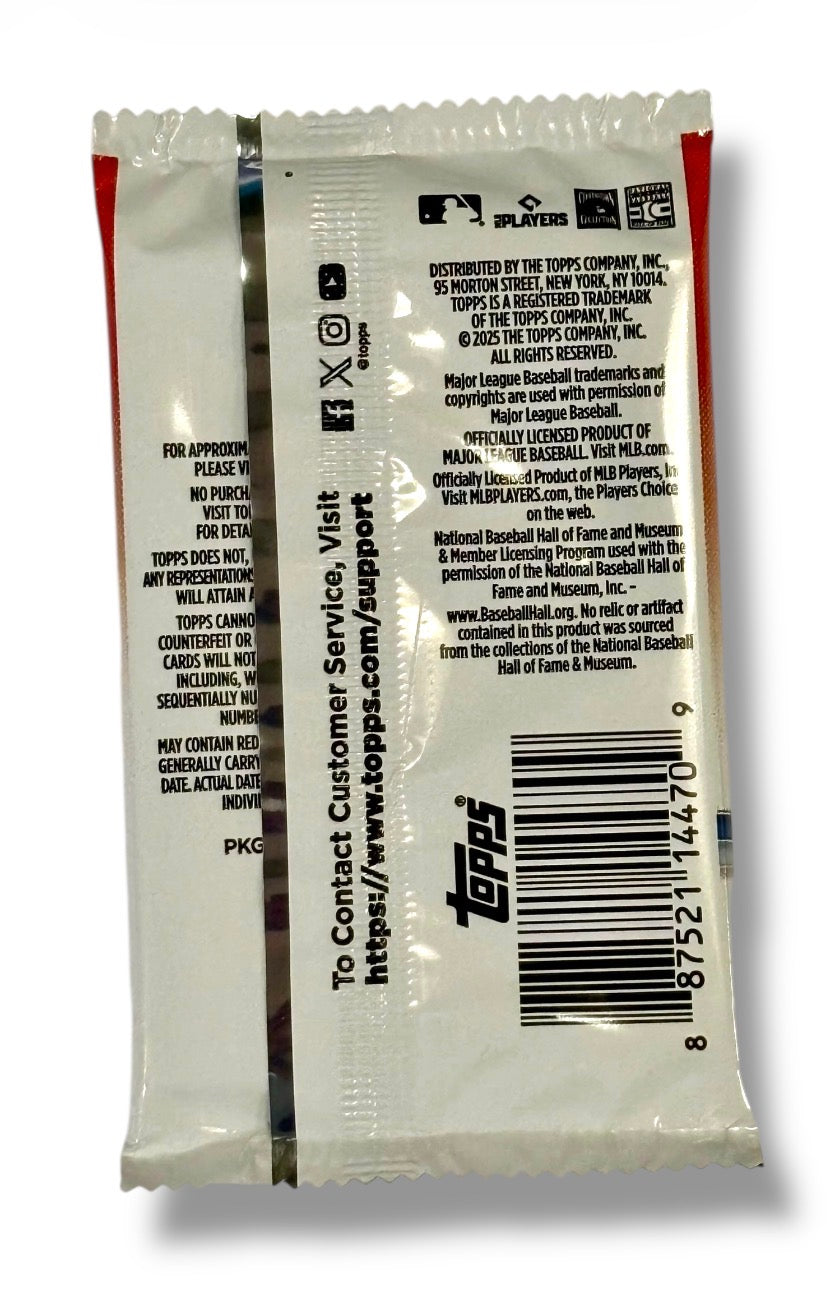 FOR APPROXIM
PLEASE VI
NO PURCH
VISIT TO
FOR DETA
TOPPS DOES NOT,
ANY REPRESENTATIONS
WILL ATTAIN A
TOPPS CANNO
COUNTERFEIT OR
CARDS WILL NOT
INCLUDING, W
SEQUENTIALLY NU
NUMBE
MAY CONTAIN RED
GENERALLY CARRY
DATE. ACTUAL DATE
INDIVI
PKG
To Contact Customer Service, Visit
https://www.topps.com/support
@topps
PLAYERS
DISTRIBUTED BY THE TOPPS COMPANY, INC.,
95 MORTON STREET, NEW YORK, NY 10014.
TOPPS IS A REGISTERED TRADEMARK
OF THE TOPPS COMPANY, INC.
© 2025 THE TOPPS COMPANY, INC.
ALL RIGHTS RESERVED.
Major League Baseball trademarks and
copyrights are used with permission of
Major League Baseball.
OFFICIALLY LICENSED PRODUCT OF
MAJOR LEAGUE BASEBALL. Visit MLB.com.
Officially Licensed Product of MLB Players, In
Visit MLBPLAYERS.com, the Players Choice
on the web.
National Baseball Hall of Fame and Museum
& Member Licensing Program used with the
permission of the National Baseball Hall of
Fame and Museum, Inc. –
www.BaseballHall.org. No relic or artifact
contained in this product was sourced
from the collections of the National Baseball
Hall of Fame & Museum.
topps®
8 87521 14470 9